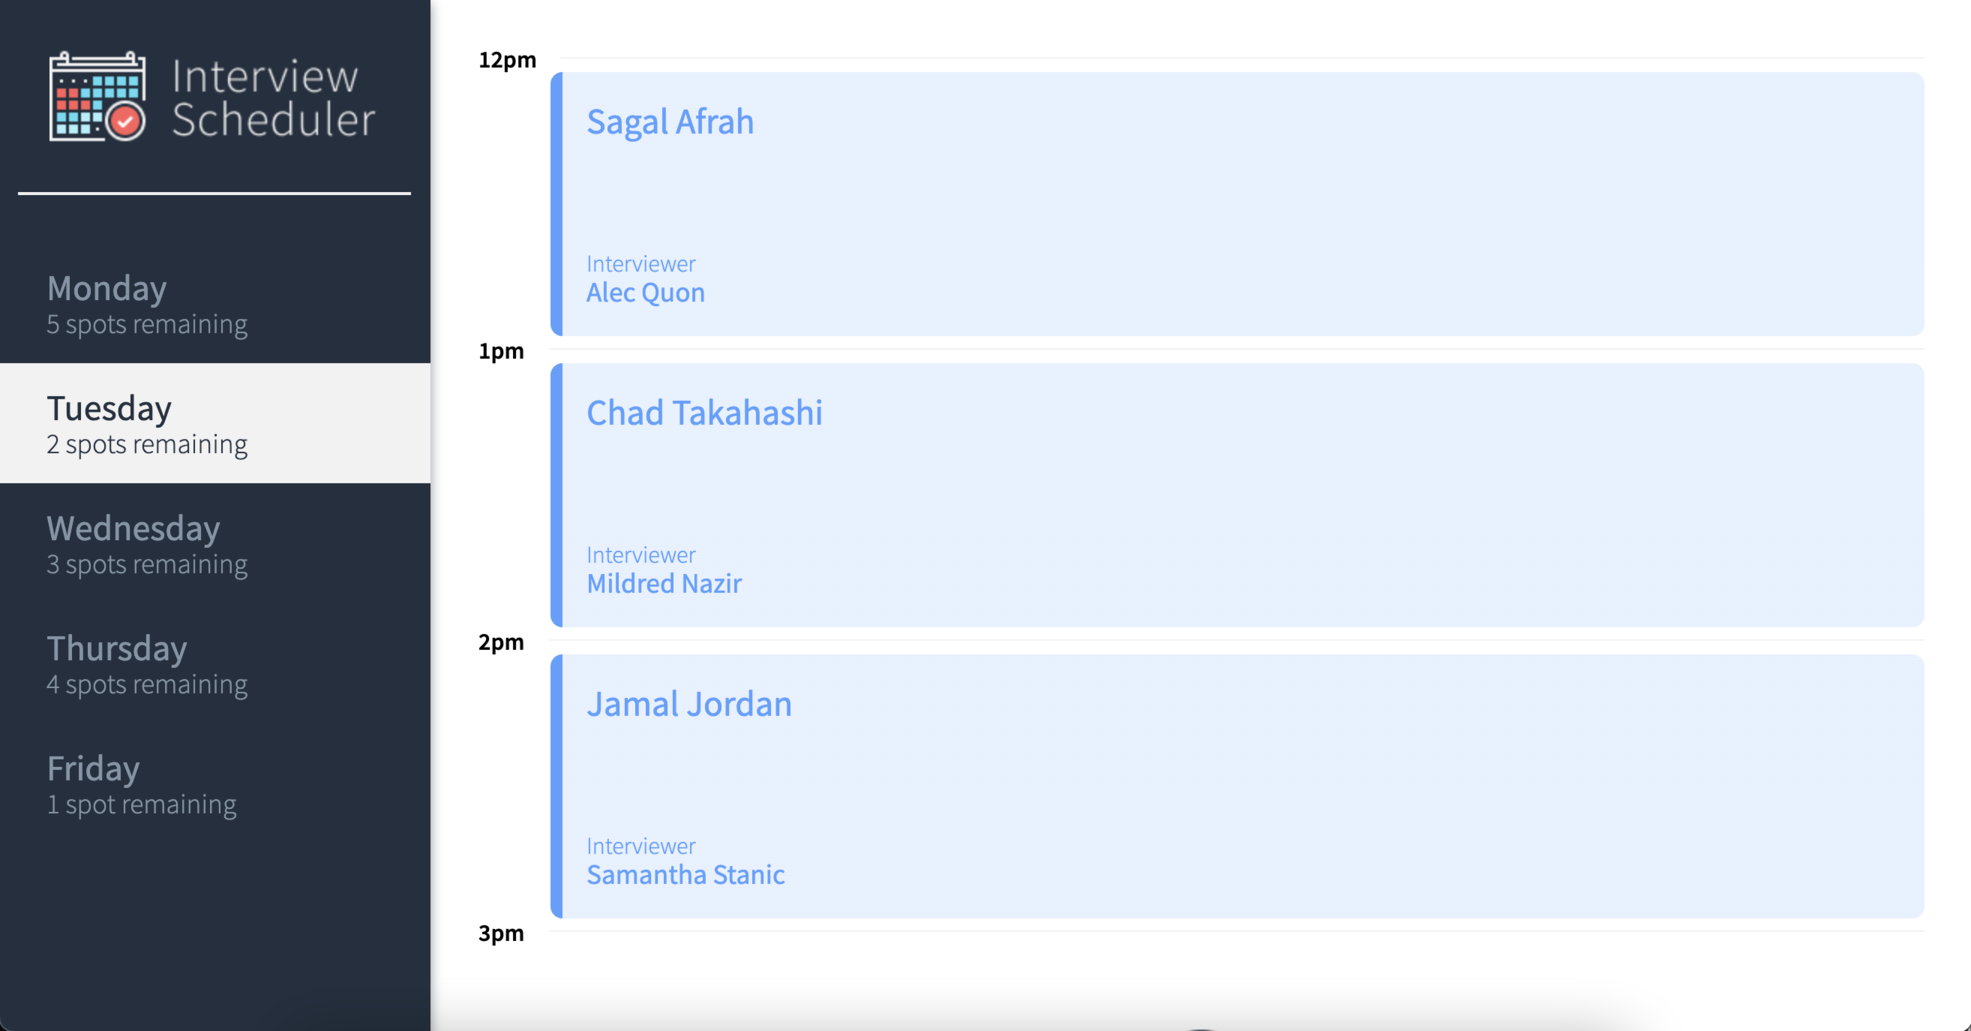 Interview
Scheduler
Monday
5 spots remaining
Tuesday
2 spots remaining
Wednesday
3 spots remaining
Thursday
4 spots remaining
Friday
1 spot remaining
12pm
Sagal Afrah
Interviewer
Alec Quon
1pm
Chad Takahashi
Interviewer
Mildred Nazir
2pm
Jamal Jordan
Interviewer
Samantha Stanic
3pm